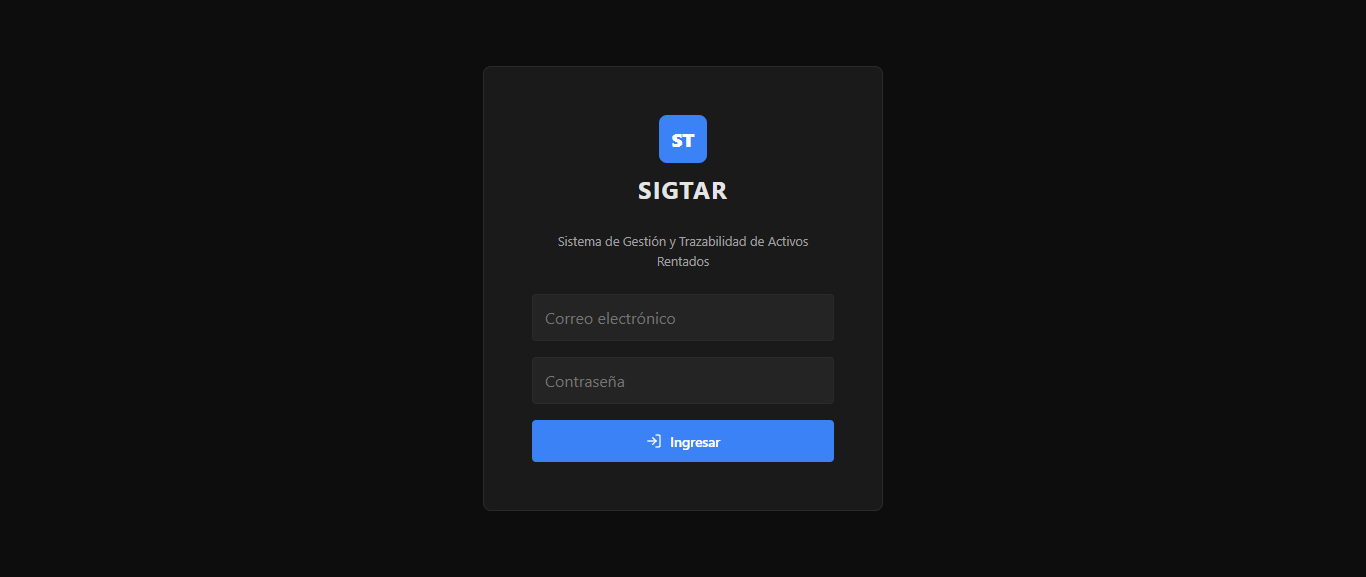 ST
SIGTAR
Sistema de Gestión y Trazabilidad de Activos
Rentados
Correo electrónico
Contraseña
Ingresar